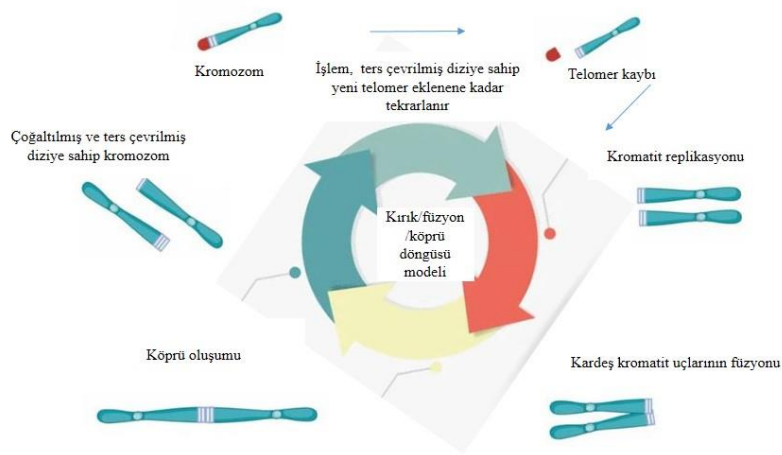 Kromozom
İşlem, ters çevrilmiş diziye sahip
yeni telomer eklenene kadar
tekrarlanır
Telomer kaybı
Çoğaltılmış ve ters çevrilmiş
diziye sahip kromozom
Kromatit replikasyonu
Kırık/füzyon
/köprü
döngüsü
modeli
Köprü oluşumu
Kardeş kromatit uçlarının füzyonu